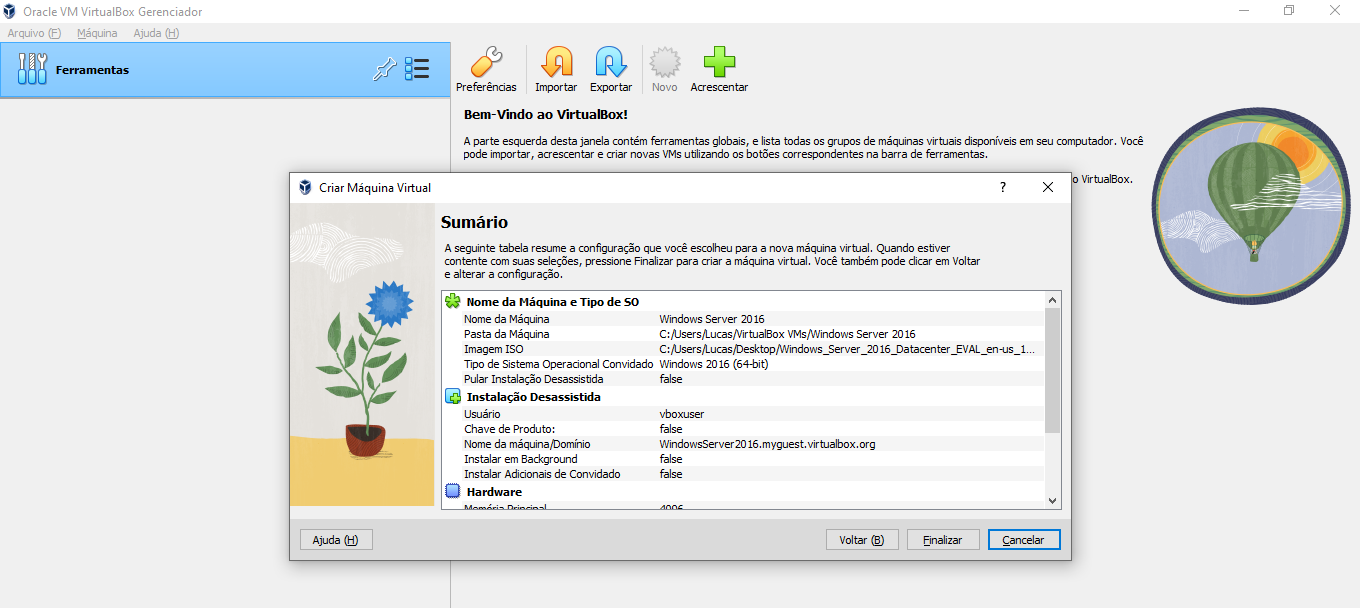 Oracle VM VirtualBox Gerenciador
Arquivo (F) Máquina Ajuda (H)
Ferramentas
Preferências Importar Exportar Novo Acrescentar
Bem-Vindo ao VirtualBox!
A parte esquerda desta janela contém ferramentas globais, e lista todas os grupos de máquinas virtuais disponíveis em seu computador. Você
pode importar, acrescentar e criar novas VMs utilizando os botões correspondentes na barra de ferramentas.
o VirtualBox.
Criar Máquina Virtual
?
Sumário
A seguinte tabela resume a configuração que você escolheu para a nova máquina virtual. Quando estiver
contente com suas seleções, pressione Finalizar para criar a máquina virtual. Você também pode clicar em Voltar
e alterar a configuração.
Nome da Máquina e Tipo de SO
Nome da Máquina Windows Server 2016
Pasta da Máquina C:/Users/Lucas/VirtualBox VMs/Windows Server 2016
Imagem ISO C:/Users/Lucas/Desktop/Windows_Server_2016_Datacenter_EVAL_en-us_1...
Tipo de Sistema Operacional Convidado Windows 2016 (64-bit)
Pular Instalação Desassistida false
Instalação Desassistida
Usuário vboxuser
Chave de Produto: false
Nome da máquina/Domínio WindowsServer2016.myguest.virtualbox.org
Instalar em Background false
Instalar Adicionais de Convidado false
Hardware
Memória Principal 4096
Ajuda (H) Voltar (B) Finalizar Cancelar